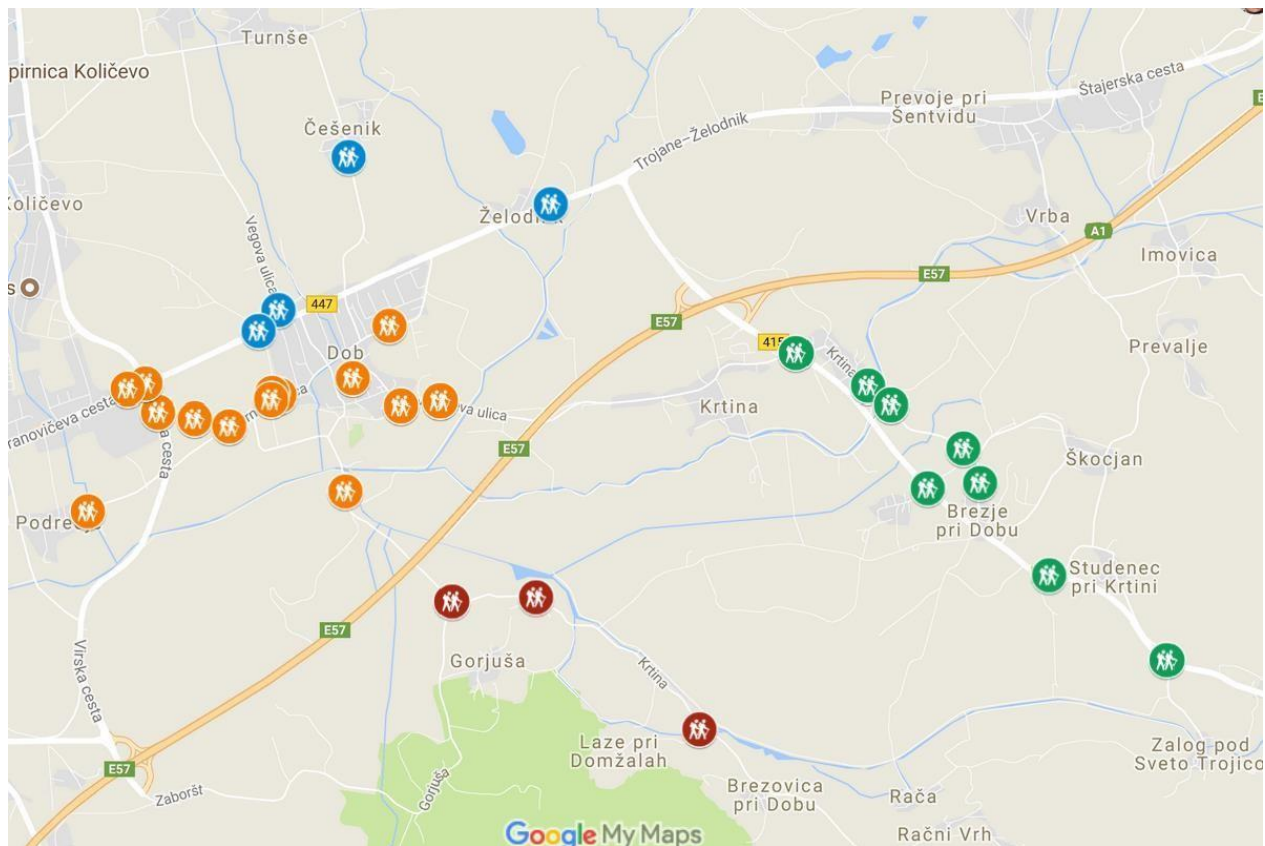 Turnše
pirnica Količevo
Štajerska cesta
Prevoje pri
Šentvidu
Češenik
Trojane–Želodnik
Količevo
Želodnik
Vegova ulica
Vrba
A1
Imovica
E57
s
447
E57
415
Dob
Krtina
Prevalje
Krtina
ranovičeva cesta
eva ulica
a cesta
E57
Škocjan
Podrečje
Brezje
pri Dobu
Studenec
pri Krtini
E57
Virska cesta
Gorjuša
Krtina
Laze pri
Domžalah
Zalog pod
Sveto Trojico
E57
Zaboršt
Gorjuša
Brezovica
pri Dobu
Rača
Google My Maps
Račni Vrh